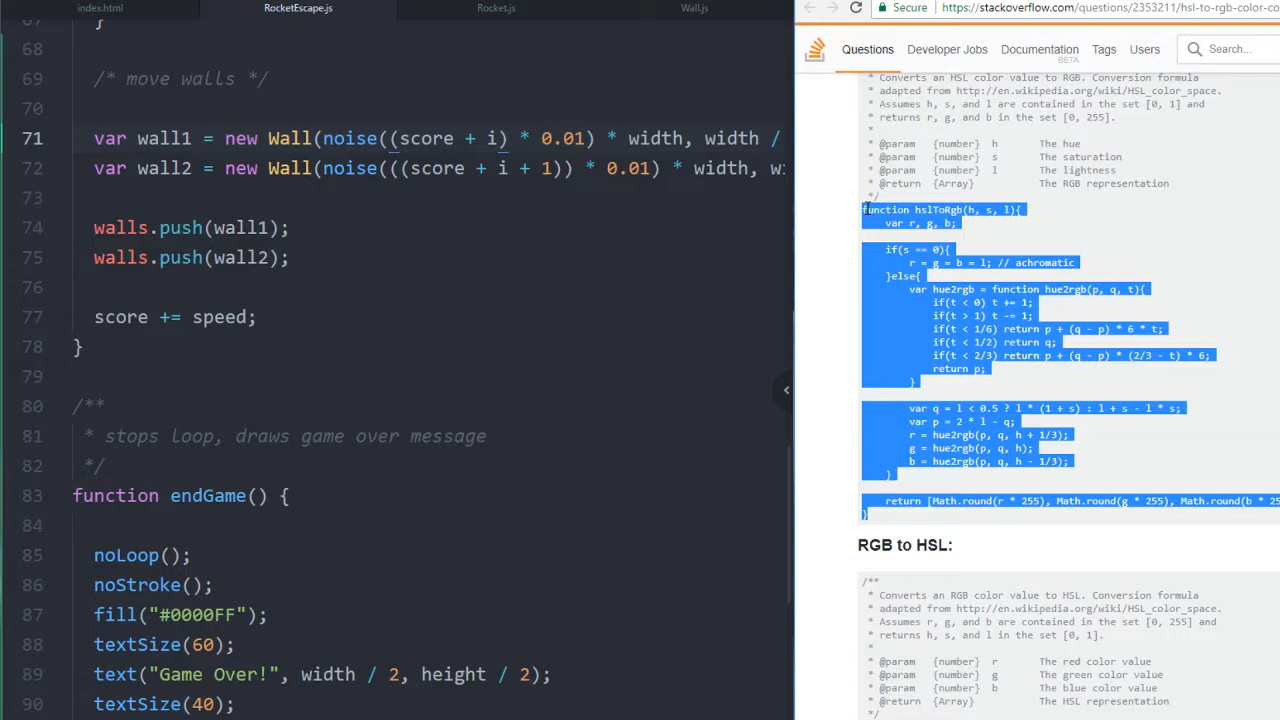 index.html
RocketEscape.js
Rocket.js
Wall.js
67 }
68
69 /* move walls */
70
71 var wall1 = new Wall(noise((score + i) * 0.01) * width, width /
72 var wall2 = new Wall(noise(((score + i + 1)) * 0.01) * width, wi
73
74 walls.push(wall1);
75 walls.push(wall2);
76
77 score += speed;
78 }
79
80 /**
81 * stops loop, draws game over message
82 */
83 function endGame() {
84
85 noLoop();
86 noStroke();
87 fill("#0000FF");
88 textSize(60);
89 text("Game Over!", width / 2, height / 2);
90 textSize(40);
Secure
https://stackoverflow.com/questions/2353211/hsl-to-rgb-color-co
Questions
Developer Jobs
Documentation
BETA
Tags
Users
Search...
* Converts an HSL color value to RGB. Conversion formula
* adapted from http://en.wikipedia.org/wiki/HSL_color_space.
* Assumes h, s, and l are contained in the set [0, 1] and
* returns r, g, and b in the set [0, 255].
*
* @param {number} h The hue
* @param {number} s The saturation
* @param {number} l The lightness
* @return {Array} The RGB representation
*/
function hslToRgb(h, s, l){
var r, g, b;
if(s == 0){
r = g = b = l; // achromatic
}else{
var hue2rgb = function hue2rgb(p, q, t){
if(t < 0) t += 1;
if(t > 1) t -= 1;
if(t < 1/6) return p + (q - p) * 6 * t;
if(t < 1/2) return q;
if(t < 2/3) return p + (q - p) * (2/3 - t) * 6;
return p;
}
var q = l < 0.5 ? l * (1 + s) : l + s - l * s;
var p = 2 * l - q;
r = hue2rgb(p, q, h + 1/3);
g = hue2rgb(p, q, h);
b = hue2rgb(p, q, h - 1/3);
}
return [Math.round(r * 255), Math.round(g * 255), Math.round(b * 25
}
RGB to HSL:
/**
* Converts an RGB color value to HSL. Conversion formula
* adapted from http://en.wikipedia.org/wiki/HSL_color_space.
* Assumes r, g, and b are contained in the set [0, 255] and
* returns h, s, and l in the set [0, 1].
*
* @param {number} r The red color value
* @param {number} g The green color value
* @param {number} b The blue color value
* @return {Array} The HSL representation
*/